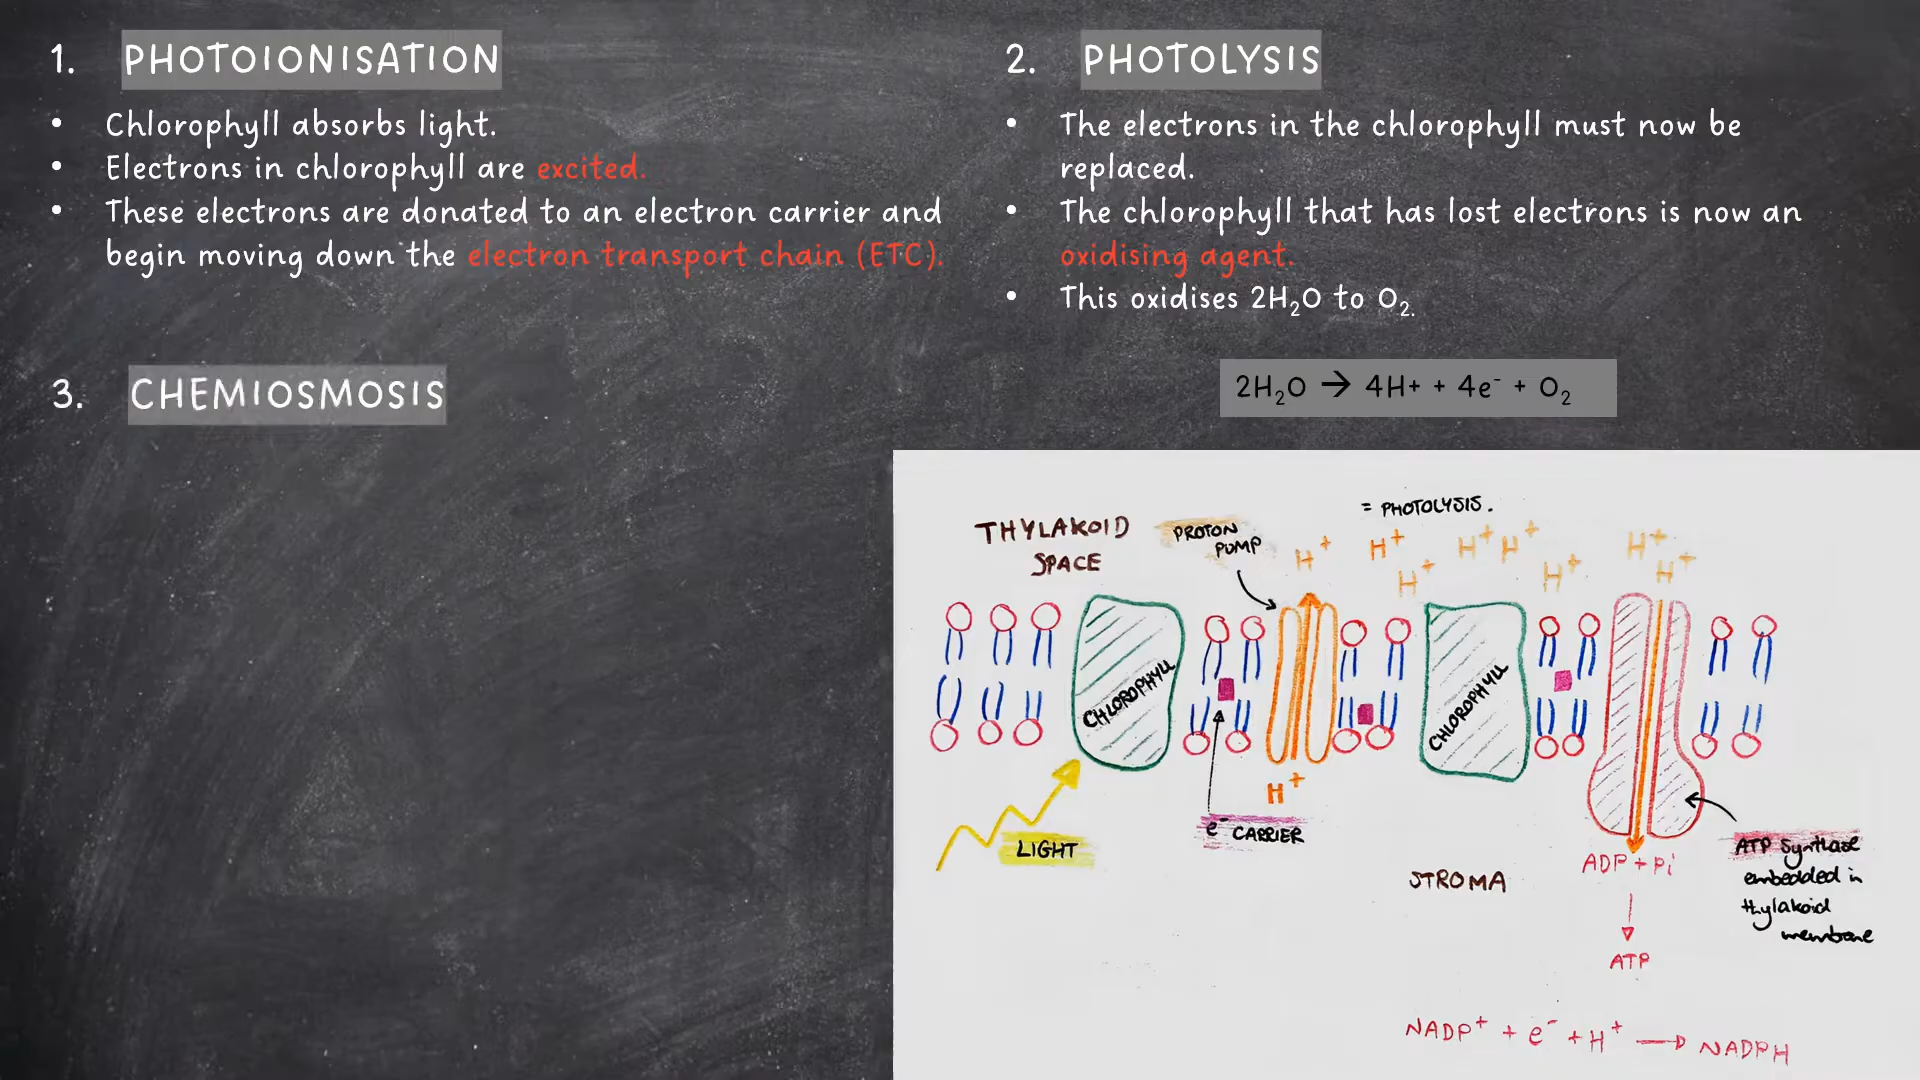 1. PHOTOIONISATION
• Chlorophyll absorbs light.
• Electrons in chlorophyll are excited.
• These electrons are donated to an electron carrier and
begin moving down the electron transport chain (ETC).
2. PHOTOLYSIS
• The electrons in the chlorophyll must now be
replaced.
• The chlorophyll that has lost electrons is now an
oxidising agent.
• This oxidises 2H₂O to O₂.
2H₂O → 4H+ + 4e⁻ + O₂
3. CHEMIOSMOSIS
= PHOTOLYSIS.
THYLAKOID
SPACE
PROTON
PUMP
H⁺
H⁺
H⁺
H⁺
H⁺
H⁺
H⁺
H⁺
CHLOROPHYLL
CHLOROPHYLL
H⁺
e⁻ CARRIER
LIGHT
STROMA
ADP + Pi
ATP
ATP Synthase
embedded in
thylakoid
membrane
NADP⁺ + e⁻ + H⁺ → NADPH